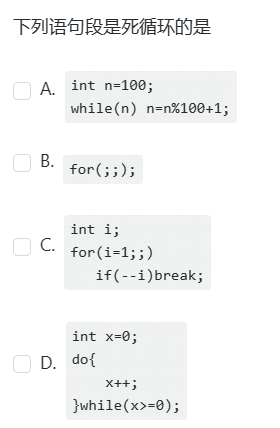 下列语句段是死循环的是
A. int n=100;
while(n) n=n%100+1;
B. for(;;);
C. int i;
for(i=1;;)
if(--i)break;
D. int x=0;
do{
x++;
}while(x>=0);